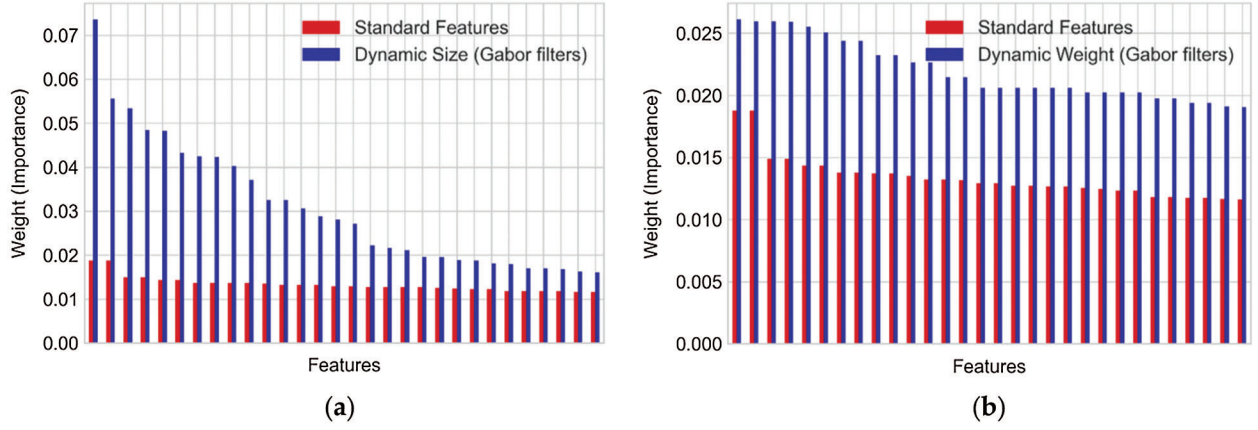 0.07
0.06
0.05
0.04
0.03
0.02
0.01
0.00
Weight (Importance)
Standard Features
Dynamic Size (Gabor filters)
Features
(a)
0.025
0.020
0.015
0.010
0.005
0.000
Weight (Importance)
Standard Features
Dynamic Weight (Gabor filters)
Features
(b)